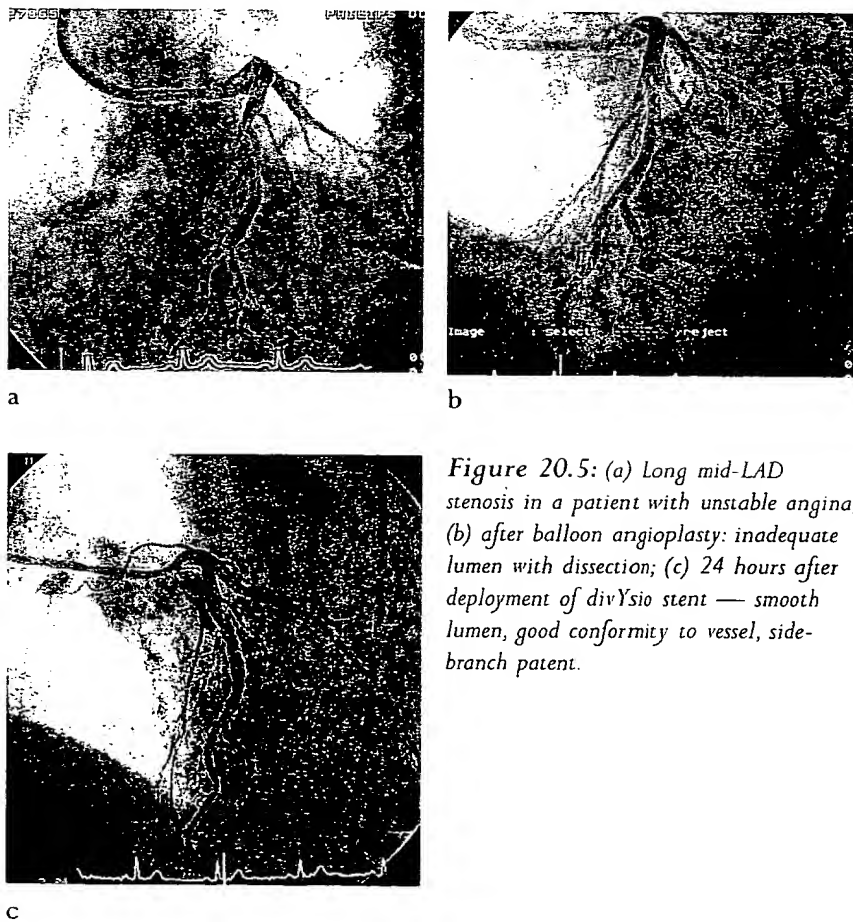 PHILIPS
Image : select reject
a
b
Figure 20.5: (a) Long mid-LAD
stenosis in a patient with unstable angina;
(b) after balloon angioplasty: inadequate
lumen with dissection; (c) 24 hours after
deployment of divYsio stent — smooth
lumen, good conformity to vessel, side-
branch patent.
c